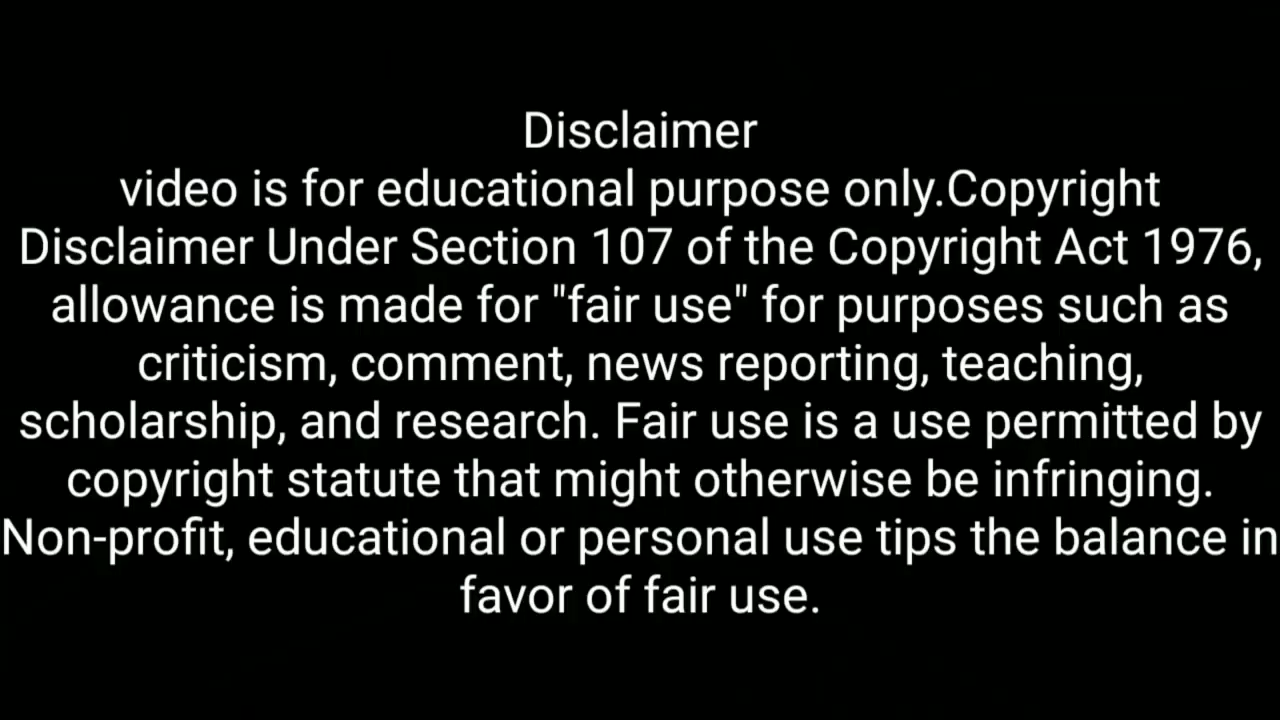 Disclaimer
video is for educational purpose only.Copyright
Disclaimer Under Section 107 of the Copyright Act 1976,
allowance is made for "fair use" for purposes such as
criticism, comment, news reporting, teaching,
scholarship, and research. Fair use is a use permitted by
copyright statute that might otherwise be infringing.
Non-profit, educational or personal use tips the balance in
favor of fair use.